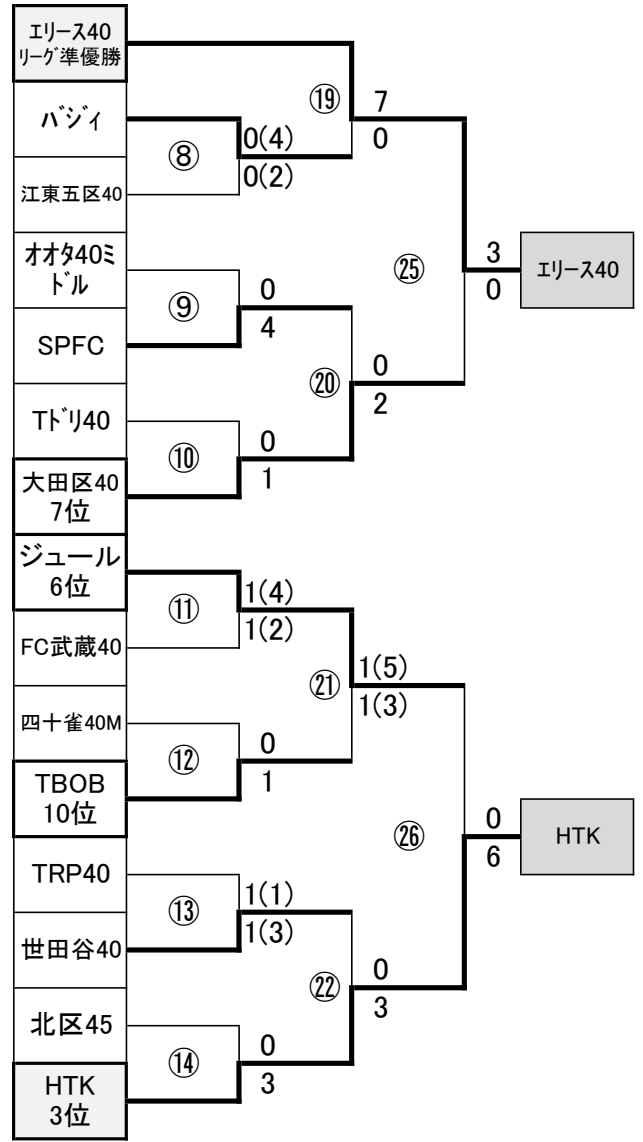 エリース40
リーグ準優勝
バジィ
江東五区40
オオタ40ミ
ドル
SPFC
Tドリ40
大田区40
7位
ジュール
6位
FC武蔵40
四十雀40M
TBOB
10位
TRP40
世田谷40
北区45
HTK
3位
⑧
0(4)
0(2)
⑨
0
4
⑩
0
1
⑪
1(4)
1(2)
⑫
0
1
⑬
1(1)
1(3)
⑭
0
3
⑲
7
0
⑳
0
2
㉑
1(5)
1(3)
㉒
0
3
㉕
3
0
㉖
0
6
エリース40
HTK